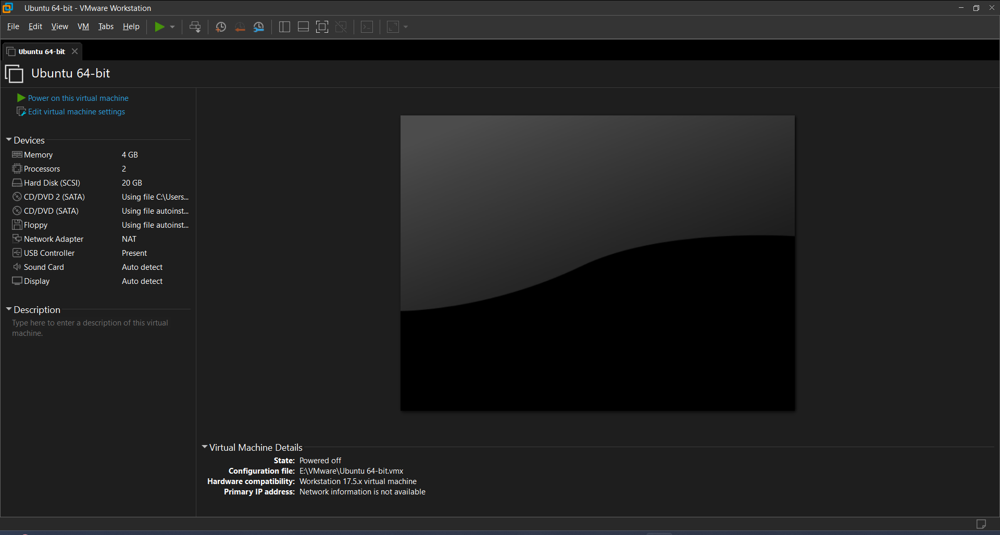 Ubuntu 64-bit - VMware Workstation
File Edit View VM Tabs Help
Ubuntu 64-bit
Ubuntu 64-bit
Power on this virtual machine
Edit virtual machine settings
Devices
Memory 4 GB
Processors 2
Hard Disk (SCSI) 20 GB
CD/DVD 2 (SATA) Using file C:\Users...
CD/DVD (SATA) Using file autoinst...
Floppy Using file autoinst...
Network Adapter NAT
USB Controller Present
Sound Card Auto detect
Display Auto detect
Description
Type here to enter a description of this virtual
machine.
Virtual Machine Details
State: Powered off
Configuration file: E:\VMware\Ubuntu 64-bit.vmx
Hardware compatibility: Workstation 17.5.x virtual machine
Primary IP address: Network information is not available